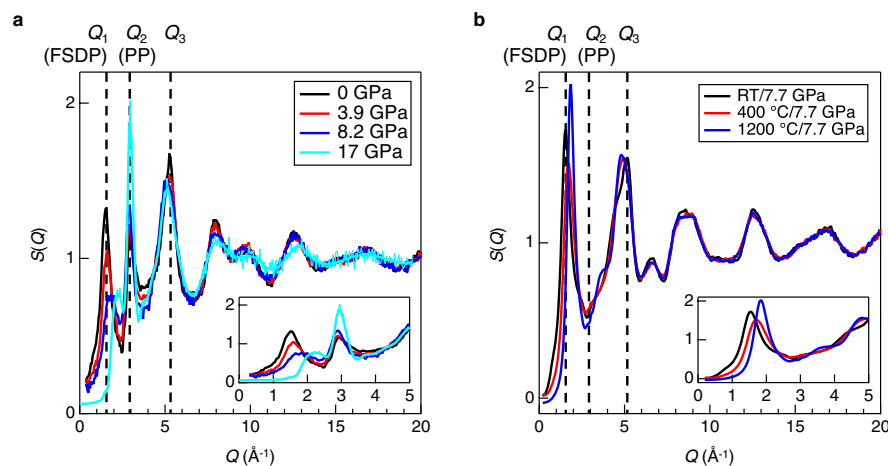 a
Q1 Q2 Q3
(FSDP) (PP)
0 GPa
3.9 GPa
8.2 GPa
17 GPa
S(Q)
2
1
0
2
1
0
0 1 2 3 4 5
0 5 10 15 20
Q (Å-1)
b
Q1 Q2 Q3
(FSDP) (PP)
RT/7.7 GPa
400 °C/7.7 GPa
1200 °C/7.7 GPa
S(Q)
2
1
0
2
1
0
0 1 2 3 4 5
0 5 10 15 20
Q (Å-1)